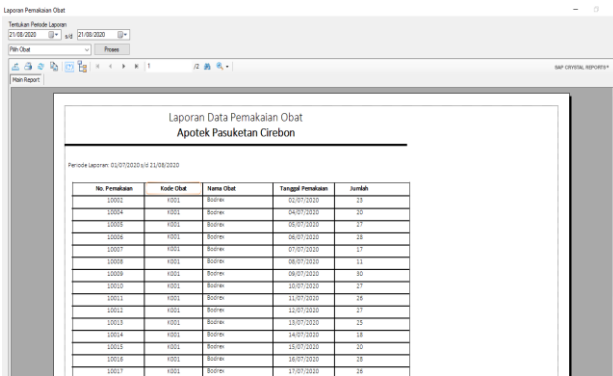 Laporan Pemakaian Obat
Tentukan Periode Laporan
21/08/2020 s/d 21/08/2020
Pilih Obat Proses
1 /2 SAP CRYSTAL REPORTS®
Main Report
Laporan Data Pemakaian Obat
Apotek Pasuketan Cirebon
Periode Laporan: 01/07/2020 s/d 21/08/2020
No. Pemakaian Kode Obat Nama Obat Tanggal Pemakaian Jumlah
10002 K001 Bodrex 02/07/2020 23
10004 K001 Bodrex 04/07/2020 20
10005 K001 Bodrex 05/07/2020 27
10006 K001 Bodrex 06/07/2020 28
10007 K001 Bodrex 07/07/2020 17
10008 K001 Bodrex 08/07/2020 11
10009 K001 Bodrex 09/07/2020 30
10010 K001 Bodrex 10/07/2020 27
10011 K001 Bodrex 11/07/2020 26
10012 K001 Bodrex 12/07/2020 27
10013 K001 Bodrex 13/07/2020 25
10014 K001 Bodrex 14/07/2020 18
10015 K001 Bodrex 15/07/2020 20
10016 K001 Bodrex 16/07/2020 28
10017 K001 Bodrex 17/07/2020 26